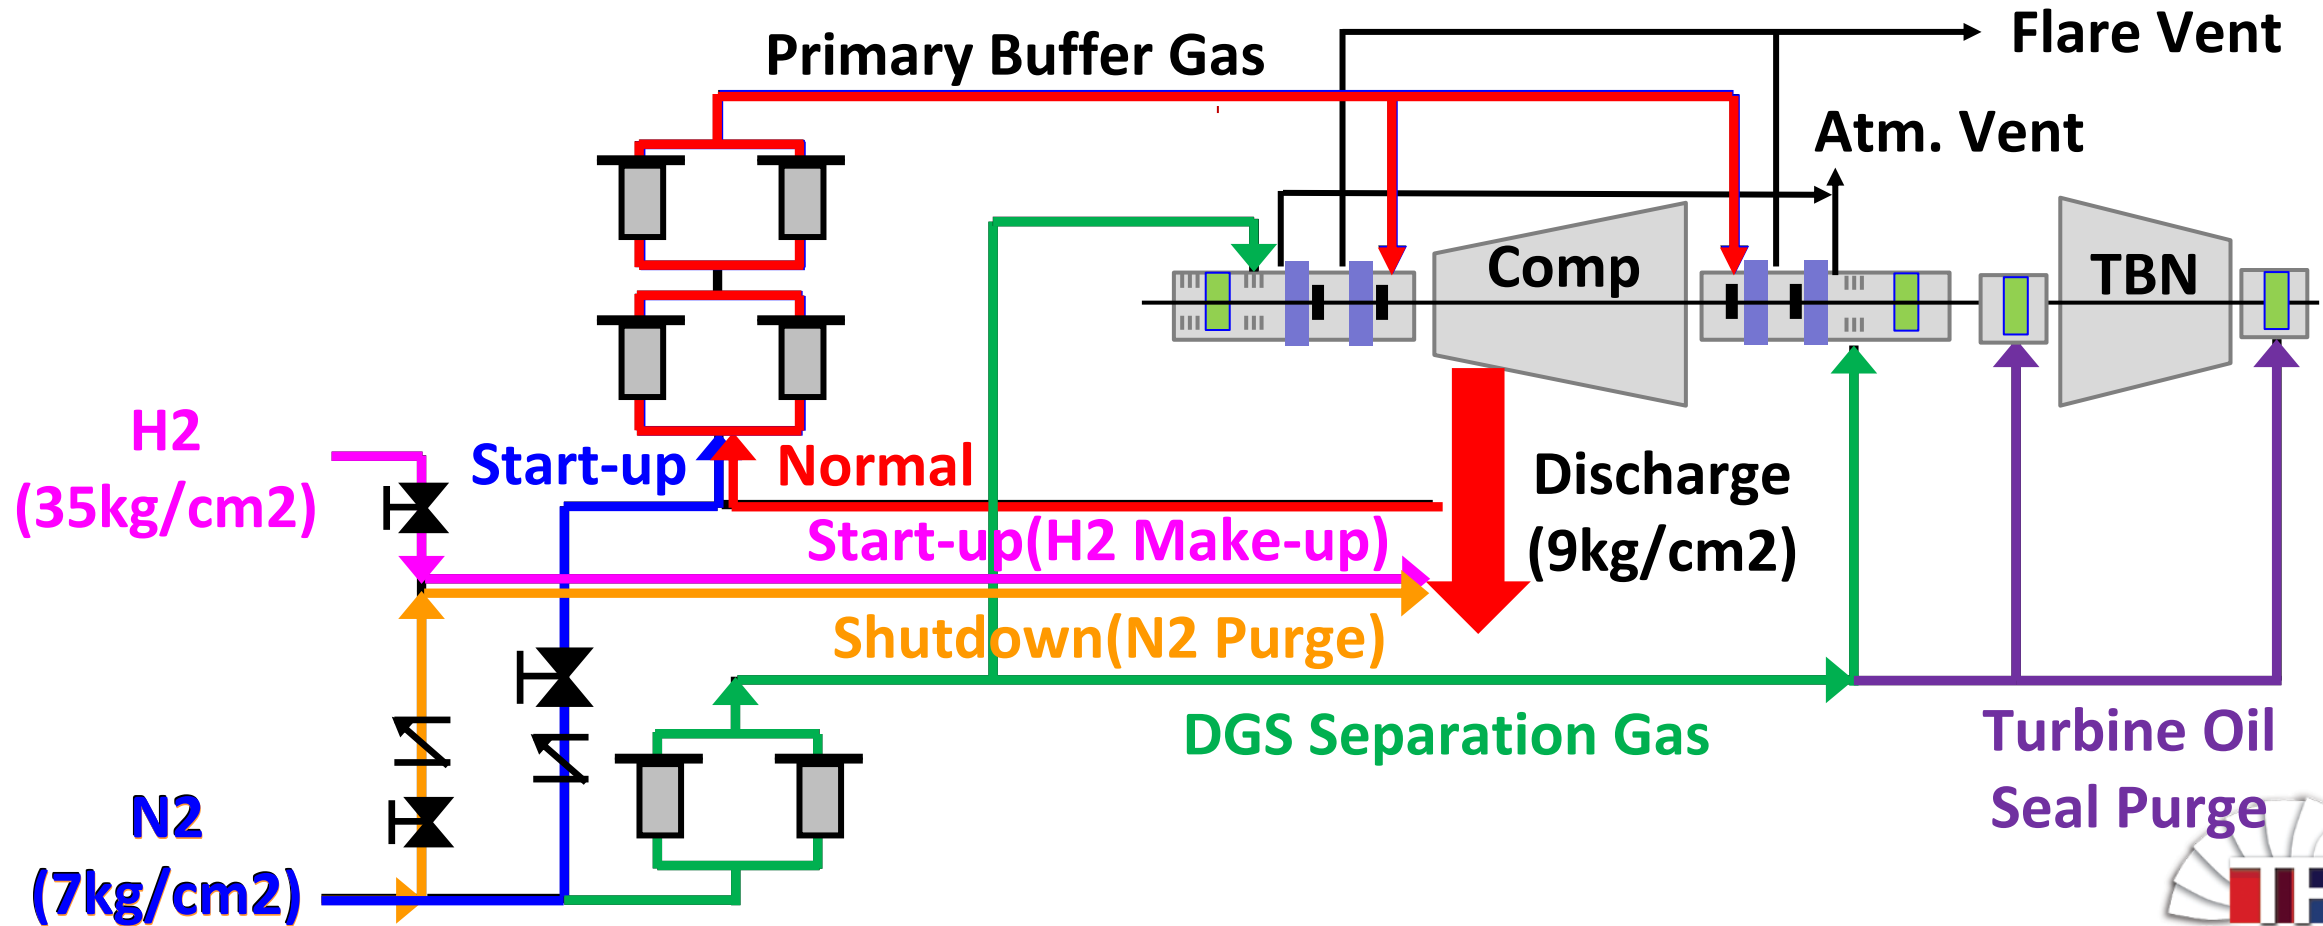 Primary Buffer Gas
Flare Vent
Atm. Vent
Comp
TBN
H2
(35kg/cm2)
Start-up
Normal
Discharge
(9kg/cm2)
Start-up(H2 Make-up)
Shutdown(N2 Purge)
DGS Separation Gas
Turbine Oil
Seal Purge
N2
(7kg/cm2)